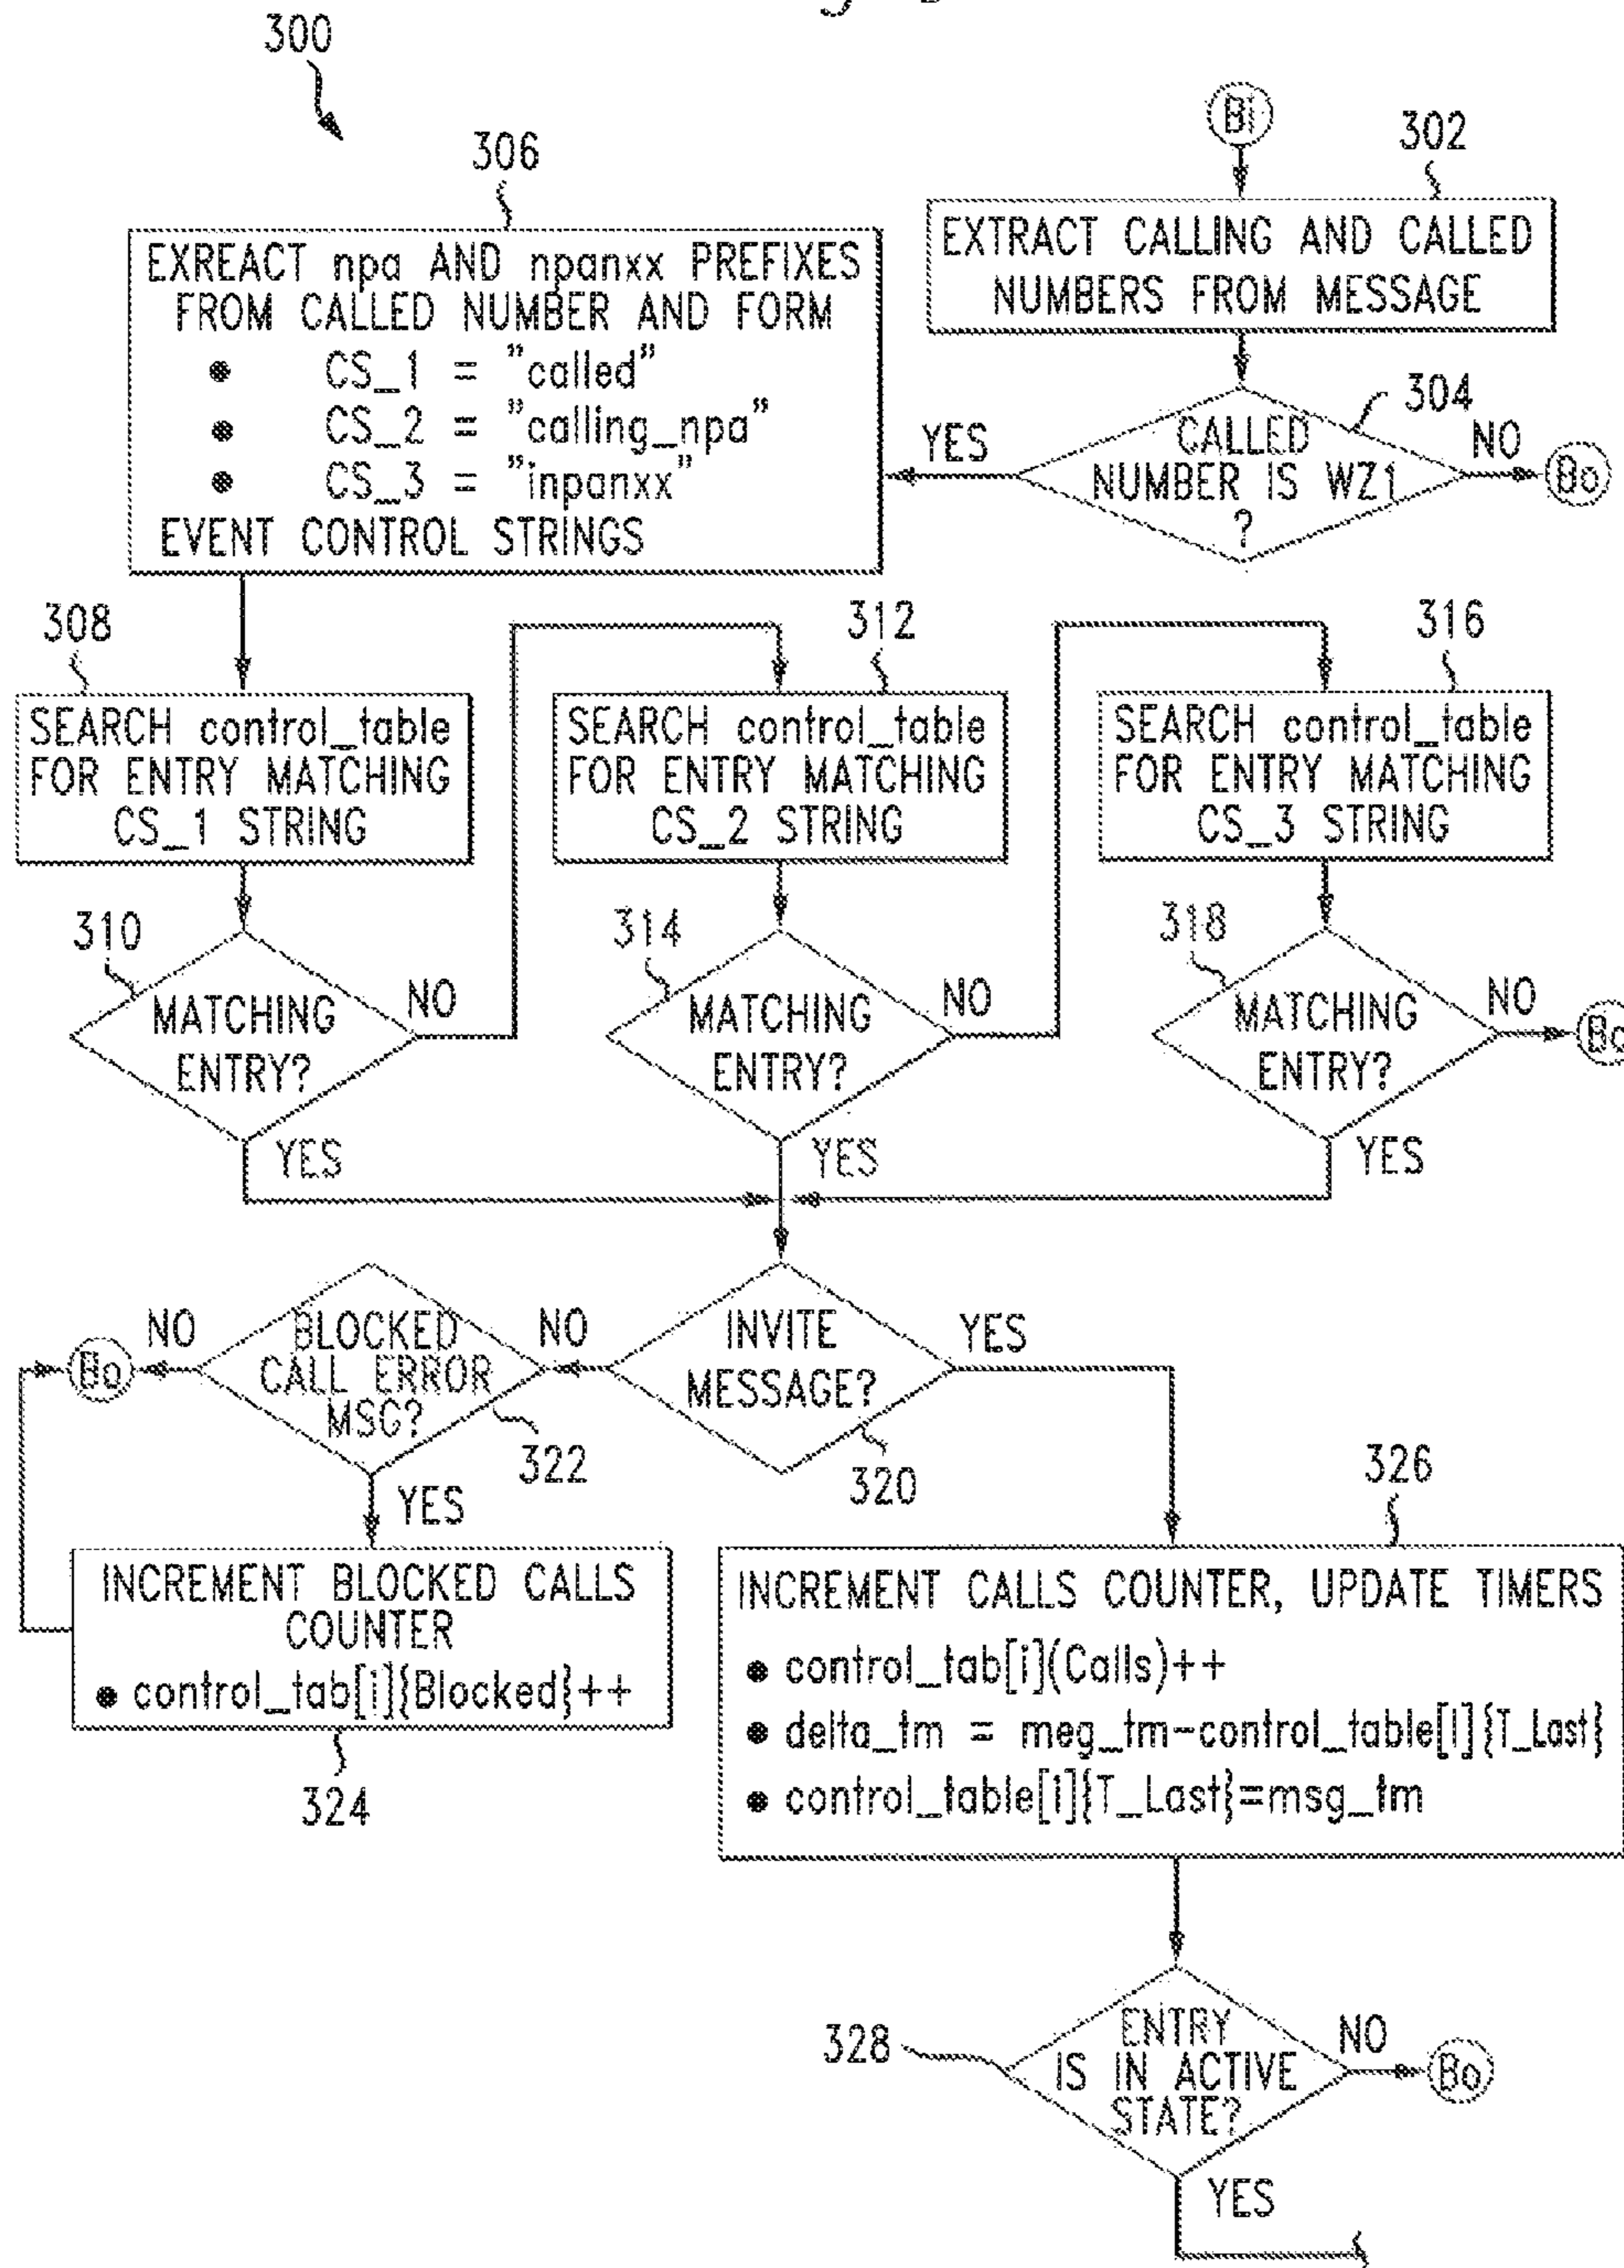 300
Bi
302
EXTRACT CALLING AND CALLED
NUMBERS FROM MESSAGE
304
CALLED
NUMBER IS WZ1
?
YES
NO
Bo
306
EXREACT npa AND npanxx PREFIXES
FROM CALLED NUMBER AND FORM
• CS_1 = "called"
• CS_2 = "calling_npa"
• CS_3 = "inpanxx"
EVENT CONTROL STRINGS
308
SEARCH control_table
FOR ENTRY MATCHING
CS_1 STRING
312
SEARCH control_table
FOR ENTRY MATCHING
CS_2 STRING
316
SEARCH control_table
FOR ENTRY MATCHING
CS_3 STRING
310
MATCHING
ENTRY?
NO
YES
314
MATCHING
ENTRY?
NO
YES
318
MATCHING
ENTRY?
NO
Bo
YES
INVITE
MESSAGE?
320
NO
YES
BLOCKED
CALL ERROR
MSG?
322
NO
Bo
YES
INCREMENT BLOCKED CALLS
COUNTER
• control_tab[i]{Blocked}++
324
326
INCREMENT CALLS COUNTER, UPDATE TIMERS
• control_tab[i](Calls)++
• delta_tm = meg_tm-control_table[i]{T_Last}
• control_table[i]{T_Last}=msg_tm
328
ENTRY
IS IN ACTIVE
STATE?
NO
Bo
YES